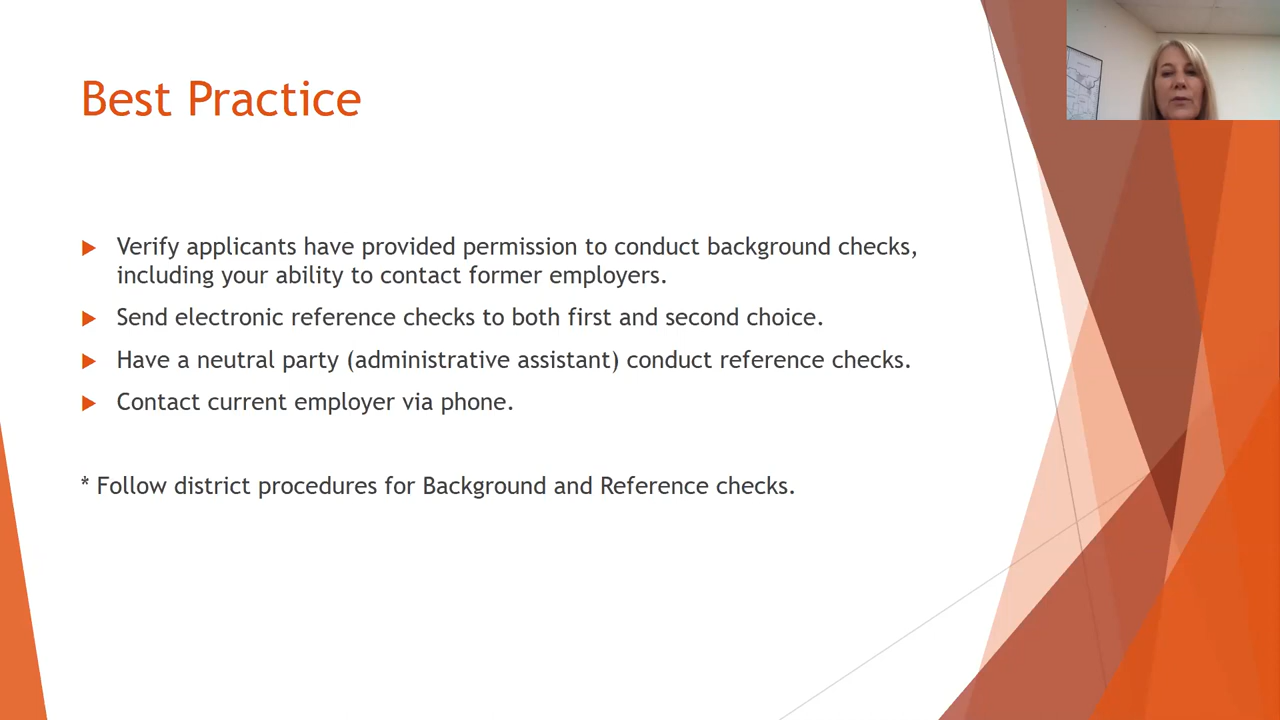 Best Practice
Verify applicants have provided permission to conduct background checks,
including your ability to contact former employers.
Send electronic reference checks to both first and second choice.
Have a neutral party (administrative assistant) conduct reference checks.
Contact current employer via phone.
* Follow district procedures for Background and Reference checks.